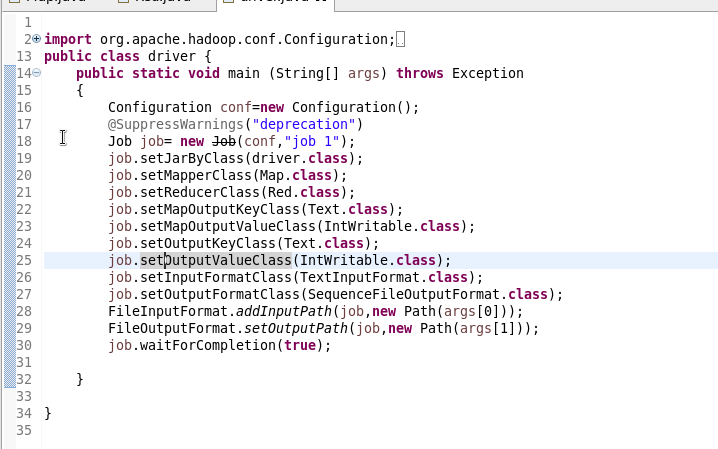 1
2 import org.apache.hadoop.conf.Configuration;
13 public class driver {
14 public static void main (String[] args) throws Exception
15 {
16 Configuration conf=new Configuration();
17 @SuppressWarnings("deprecation")
18 Job job= new Job(conf,"job 1");
19 job.setJarByClass(driver.class);
20 job.setMapperClass(Map.class);
21 job.setReducerClass(Red.class);
22 job.setMapOutputKeyClass(Text.class);
23 job.setMapOutputValueClass(IntWritable.class);
24 job.setOutputKeyClass(Text.class);
25 job.setOutputValueClass(IntWritable.class);
26 job.setInputFormatClass(TextInputFormat.class);
27 job.setOutputFormatClass(SequenceFileOutputFormat.class);
28 FileInputFormat.addInputPath(job,new Path(args[0]));
29 FileOutputFormat.setOutputPath(job,new Path(args[1]));
30 job.waitForCompletion(true);
31
32 }
33
34 }
35